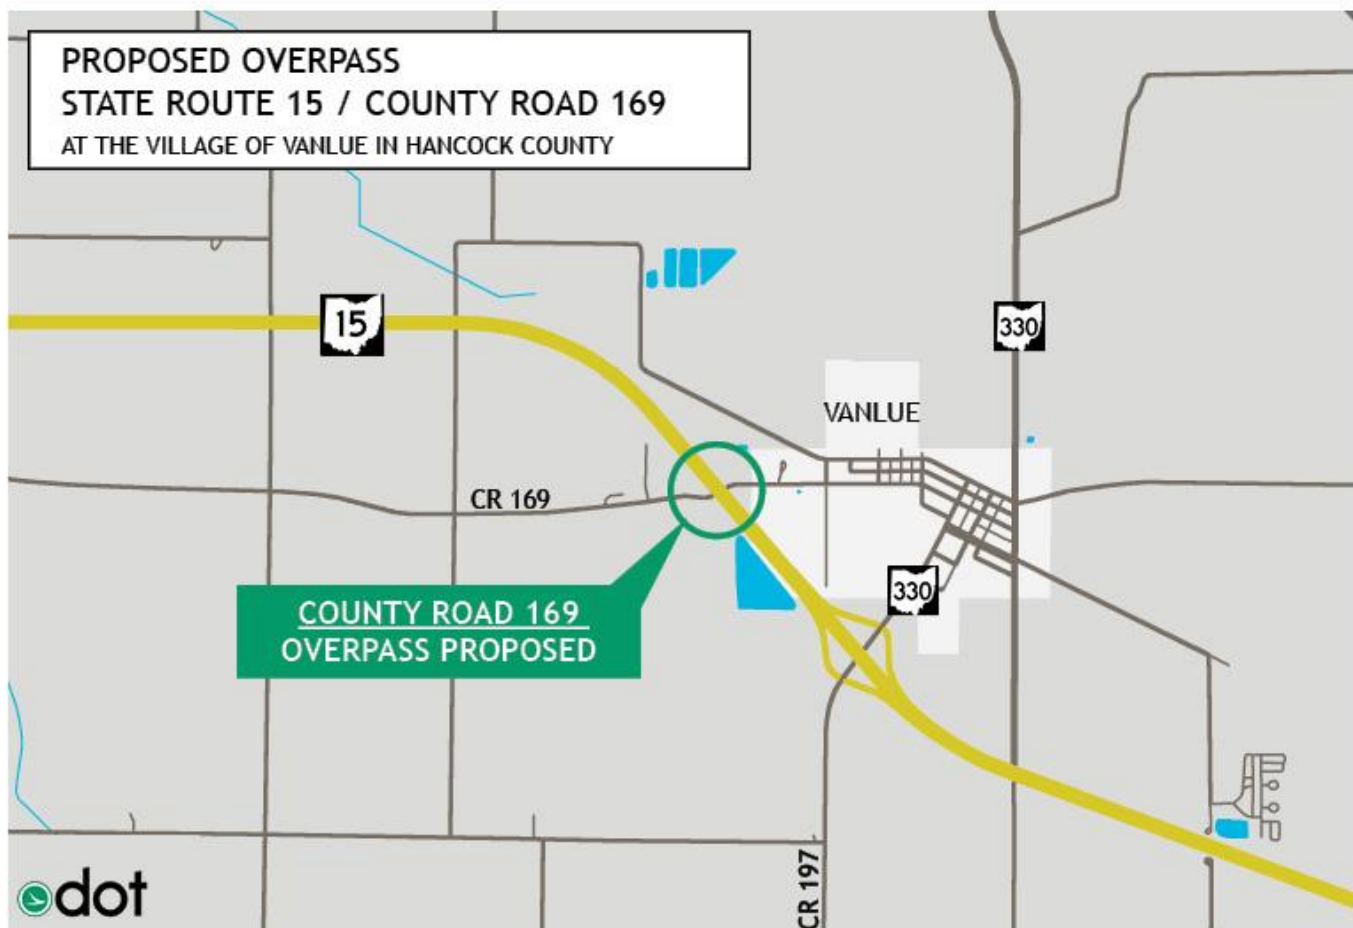 PROPOSED OVERPASS
STATE ROUTE 15 / COUNTY ROAD 169
AT THE VILLAGE OF VANLUE IN HANCOCK COUNTY
15
330
VANLUE
CR 169
330
COUNTY ROAD 169
OVERPASS PROPOSED
CR 197
dot